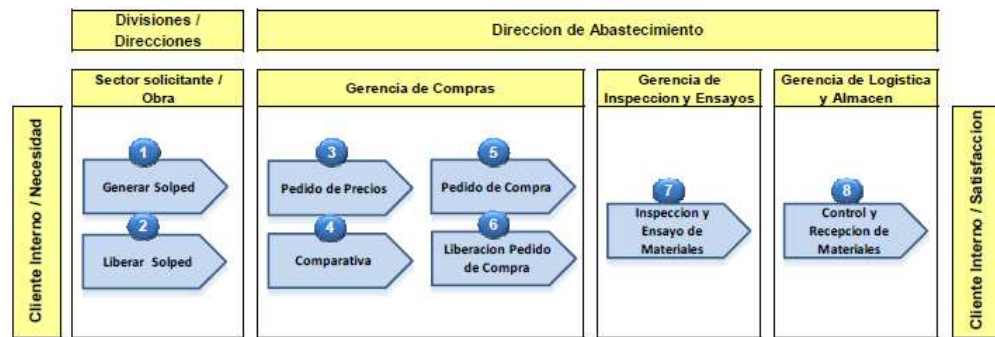 Divisiones /
Direcciones
Direccion de Abastecimiento
Sector solicitante /
Obra
Gerencia de Compras
Gerencia de
Inspeccion y Ensayos
Gerencia de Logistica
y Almacen
Cliente Interno / Necesidad
1
Generar Solped
2
Liberar Solped
3
Pedido de Precios
4
Comparativa
5
Pedido de Compra
6
Liberacion Pedido
de Compra
7
Inspeccion y
Ensayo de
Materiales
8
Control y
Recepcion de
Materiales
Cliente Interno / Satisfaccion